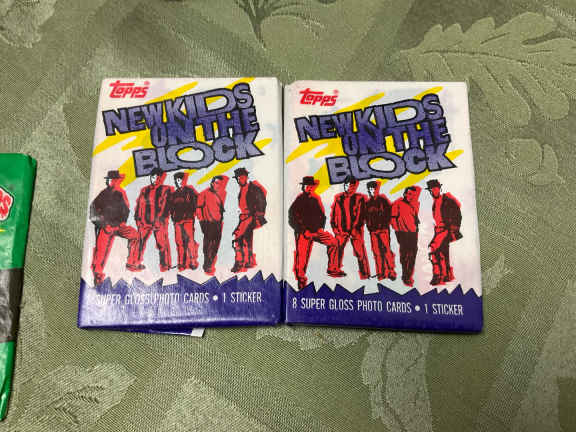 Topps®
NEW KIDS
ON THE
BLOCK
SUPER GLOSS PHOTO CARDS • 1 STICKER
Topps®
NEW KIDS
ON THE
BLOCK
8 SUPER GLOSS PHOTO CARDS • 1 STICKER